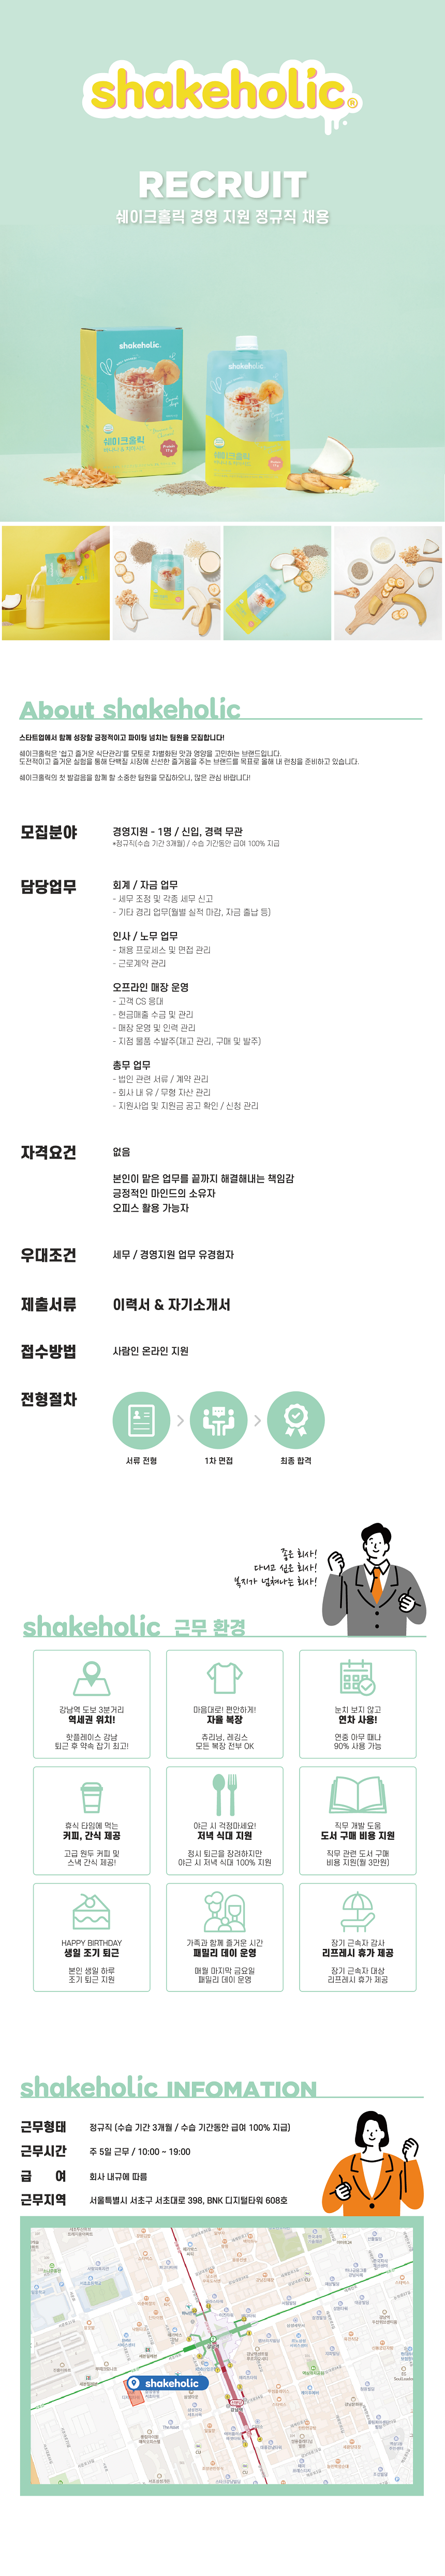 shakeholic®
RECRUIT
쉐이크홀릭 경영 지원 정규직 채용
shakeholic.
쉐이크홀릭
shakeholic.
쉐이크홀릭
About shakeholic
스타트업에서 함께 성장할 긍정적이고 파이팅 넘치는 팀원을 모집합니다!
쉐이크홀릭은 '쉽고 즐거운 식단관리'를 모토로 차별화된 맛과 영양을 고민하는 브랜드입니다.
도전적이고 즐거운 실험을 통해 단백질 시장에 신선한 즐거움을 주는 브랜드를 목표로 올해 내 런칭을 준비하고 있습니다.
쉐이크홀릭의 첫 발걸음을 함께 할 소중한 팀원을 모집하오니, 많은 관심 바랍니다!
모집분야
경영지원 - 1명 / 신입, 경력 무관
*정규직(수습 기간 3개월) / 수습 기간동안 급여 100% 지급
담당업무
회계 / 자금 업무
- 세무 조정 및 각종 세무 신고
- 기타 경리 업무(월별 실적 마감, 자금 출납 등)
인사 / 노무 업무
- 채용 프로세스 및 면접 관리
- 근로계약 관리
오프라인 매장 운영
- 고객 CS 응대
- 현금매출 수금 및 관리
- 매장 운영 및 인력 관리
- 지점 물품 수발주(재고 관리, 구매 및 발주)
총무 업무
- 법인 관련 서류 / 계약 관리
- 회사 내 유 / 무형 자산 관리
- 지원사업 및 지원금 공고 확인 / 신청 관리
자격요건
없음
본인이 맡은 업무를 끝까지 해결해내는 책임감
긍정적인 마인드의 소유자
오피스 활용 가능자
우대조건
세무 / 경영지원 업무 유경험자
제출서류
이력서 & 자기소개서
접수방법
사람인 온라인 지원
전형절차
서류 전형
1차 면접
최종 합격
좋은 회사!
다니고 싶은 회사!
복지가 넘쳐나는 회사!
shakeholic 근무 환경
강남역 도보 3분거리
역세권 위치!
핫플레이스 강남
퇴근 후 약속 잡기 최고!
마음대로! 편안하게!
자율 복장
츄리닝, 레깅스
모든 복장 전부 OK
눈치 보지 않고
연차 사용!
연중 아무 때나
90% 사용 가능
휴식 타임에 먹는
커피, 간식 제공
고급 원두 커피 및
스낵 간식 제공!
야근 시 걱정마세요!
저녁 식대 지원
정시 퇴근을 장려하지만
야근 시 저녁 식대 100% 지원
직무 개발 도움
도서 구매 비용 지원
직무 관련 도서 구매
비용 지원(월 3만원)
HAPPY BIRTHDAY
생일 조기 퇴근
본인 생일 하루
조기 퇴근 지원
가족과 함께 즐거운 시간
패밀리 데이 운영
매월 마지막 금요일
패밀리 데이 운영
장기 근속자 감사
리프레시 휴가 제공
장기 근속자 대상
리프레시 휴가 제공
shakeholic INFOMATION
근무형태
정규직 (수습 기간 3개월 / 수습 기간동안 급여 100% 지급)
근무시간
주 5일 근무 / 10:00 ~ 19:00
급 여
회사 내규에 따름
근무지역
서울특별시 서초구 서초대로 398, BNK 디지털타워 608호
shakeholic